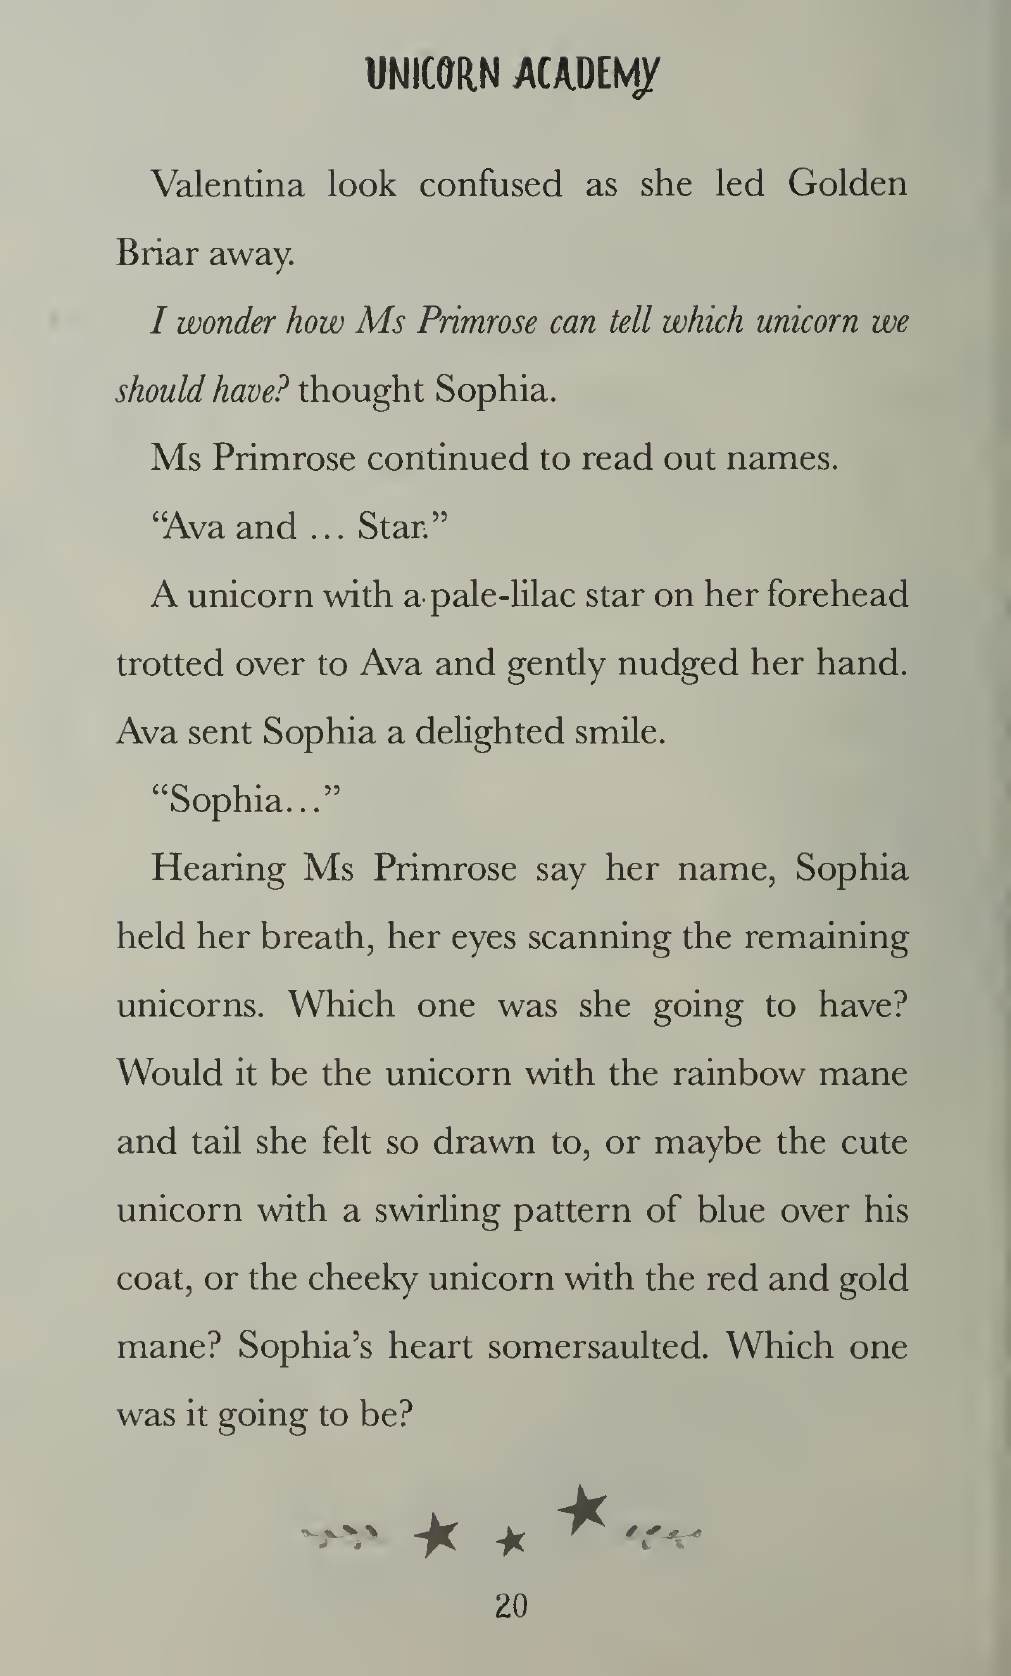 UNICORN ACADEMY
Valentina look confused as she led Golden
Briar away.
I wonder how Ms Primrose can tell which unicorn we
should have? thought Sophia.
Ms Primrose continued to read out names.
“Ava and … Star.”
A unicorn with a pale-lilac star on her forehead
trotted over to Ava and gently nudged her hand.
Ava sent Sophia a delighted smile.
“Sophia…”
Hearing Ms Primrose say her name, Sophia
held her breath, her eyes scanning the remaining
unicorns. Which one was she going to have?
Would it be the unicorn with the rainbow mane
and tail she felt so drawn to, or maybe the cute
unicorn with a swirling pattern of blue over his
coat, or the cheeky unicorn with the red and gold
mane? Sophia’s heart somersaulted. Which one
was it going to be?
20